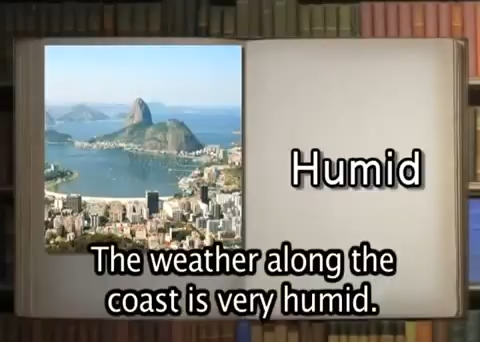 Humid
The weather along the
coast is very humid.